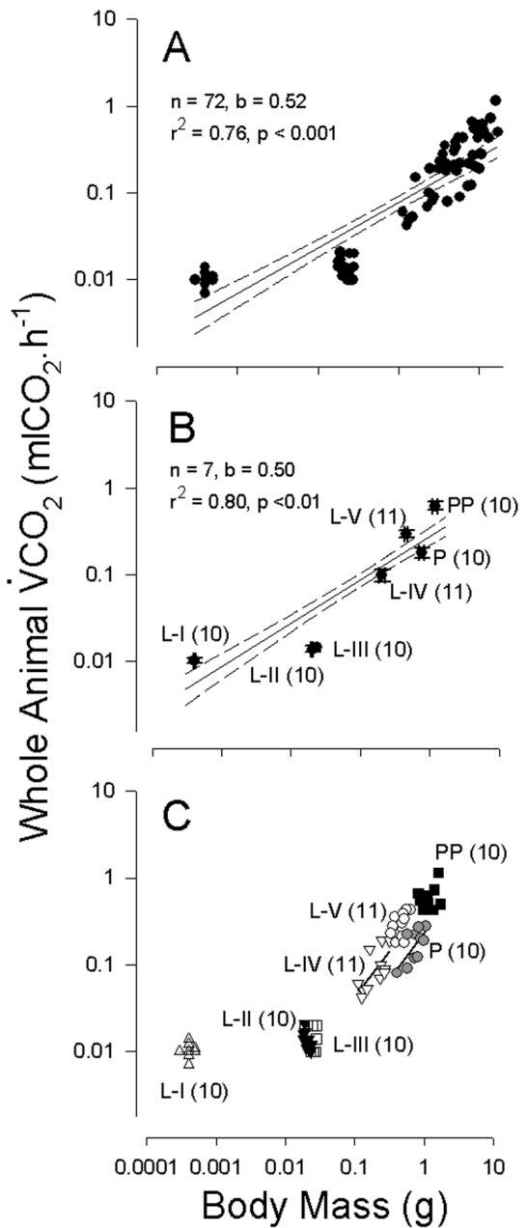 Whole Animal V̇CO2 (mlCO2.h-1)
A
n = 72, b = 0.52
r2 = 0.76, p < 0.001
10
1
0.1
0.01
B
n = 7, b = 0.50
r2 = 0.80, p <0.01
10
1
0.1
0.01
PP (10)
L-V (11)
P (10)
L-IV (11)
L-I (10)
L-III (10)
L-II (10)
C
10
1
0.1
0.01
PP (10)
L-V (11)
P (10)
L-IV (11)
L-II (10)
L-III (10)
L-I (10)
0.0001 0.001 0.01 0.1 1 10
Body Mass (g)